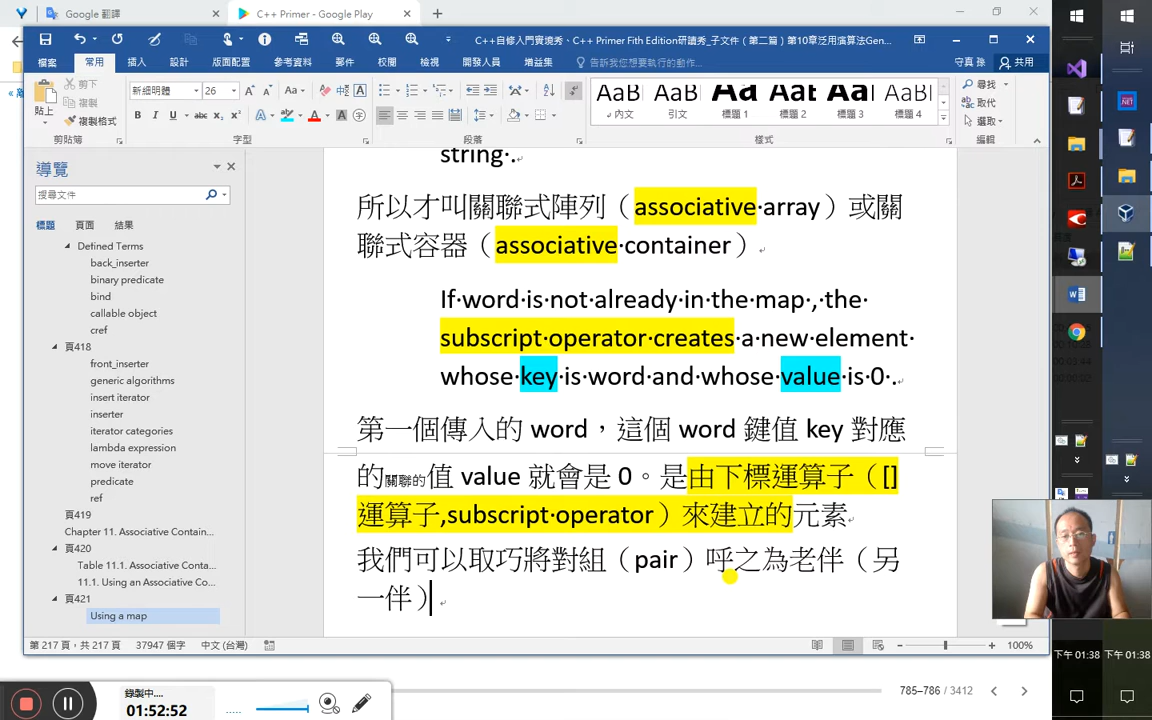 Google 翻譯
C++ Primer - Google Play
C++自修入門實境秀、C++ Primer Fith Edition研讀秀_子文件（第二篇）第10章泛用演算法Gen...
檔案 常用 插入 設計 版面配置 參考資料 郵件 校閱 檢視 開發人員 增益集 告訴我您想要執行的動作... 守真 孫 共用
貼上 剪下 複製 複製格式
新細明體 26
AaB AaB Aa Aat AaI AaBl
內文 引文 標題 1 標題 2 標題 3 標題 4
尋找 取代 選取
剪貼簿 字型 段落 樣式 編輯
導覽
搜尋文件
標題 頁面 結果
Defined Terms
back_inserter
binary predicate
bind
callable object
cref
頁418
front_inserter
generic algorithms
insert iterator
inserter
iterator categories
lambda expression
move iterator
predicate
ref
頁419
Chapter 11. Associative Contain...
頁420
Table 11.1. Associative Co...
11.1. Using an Associative Co...
頁421
Using a map
string .
所以才叫關聯式陣列（associative array）或關
聯式容器（associative container）
If word is not already in the map , the
subscript operator creates a new element
whose key is word and whose value is 0 .
第一個傳入的 word，這個 word 鍵值 key 對應
的關聯的值 value 就會是 0。是由下標運算子（[]
運算子,subscript operator）來建立的元素
我們可以取巧將對組（pair）呼之為老伴（另
一伴）
第 217 頁，共 217 頁 37947 個字 中文 (台灣) 100%
錄製中...
01:52:52
785–786 / 3412
下午 01:38 下午 01:38